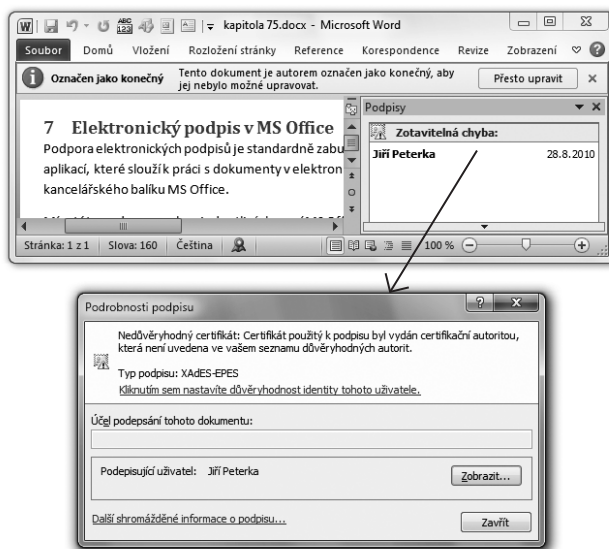 kapitola 75.docx - Microsoft Word
Soubor Domů Vložení Rozložení stránky Reference Korespondence Revize Zobrazení
Označen jako konečný Tento dokument je autorem označen jako konečný, aby
jej nebylo možné upravovat.
Přesto upravit
7 Elektronický podpis v MS Office
Podpora elektronických podpisů je standardně zabu
aplikací, které slouží k práci s dokumenty v elektron
kancelářského balíku MS Office.
Podpisy
Zotavitelná chyba:
Jiří Peterka 28.8.2010
Stránka: 1 z 1 Slova: 160 Čeština 100 %
Podrobnosti podpisu
Nedůvěryhodný certifikát: Certifikát použitý k podpisu byl vydán certifikační autoritou,
která není uvedena ve vašem seznamu důvěryhodných autorit.
Typ podpisu: XAdES-EPES
Kliknutím sem nastavíte důvěryhodnost identity tohoto uživatele.
Účel podepsání tohoto dokumentu:
Podepisující uživatel: Jiří Peterka
Zobrazit...
Další shromážděné informace o podpisu...
Zavřít